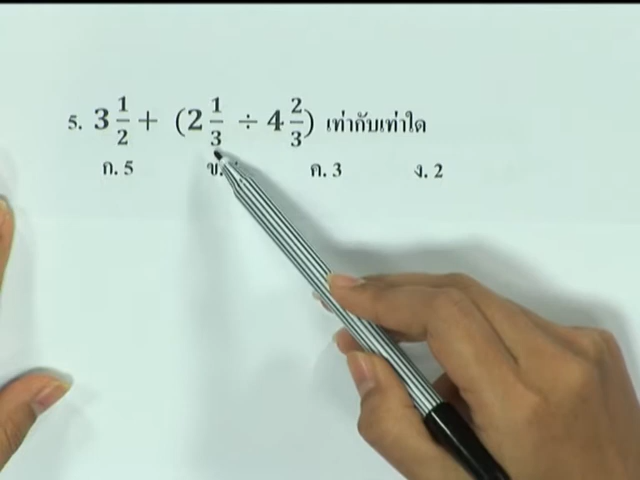 5. 3 1/2 + (2 1/3 ÷ 4 2/3) เท่ากับเท่าใด
ก. 5 ข. ค. 3 ง. 2